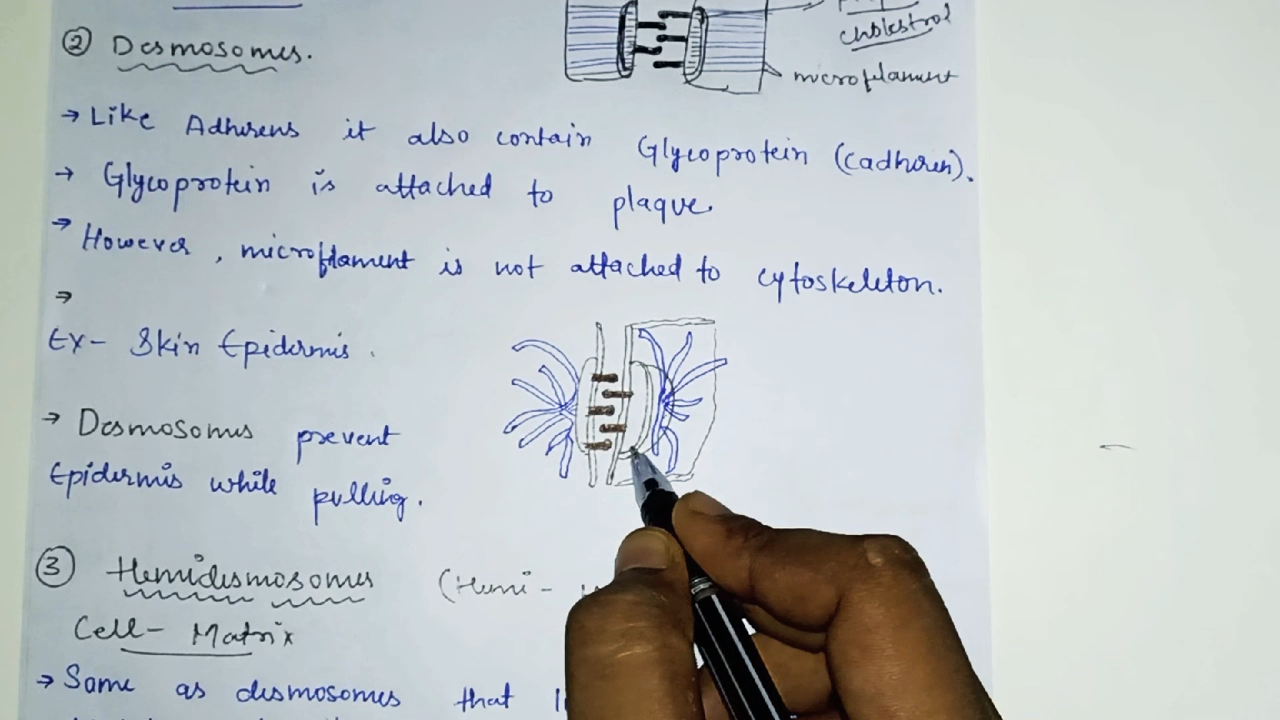 cholestrol
② Desmosomes.
microfilament
→ Like Adherens it also contain Glycoprotein (cadheren).
→ Glycoprotein is attached to plaque.
→ However, microfilament is not attached to cytoskeleton.
→
Ex- Skin Epidermis.
→ Desmosomes prevent
Epidermis while pulling.
③ Hemidesmosomes (Hemi-
Cell- Matrix
→ Same as desmosomes that